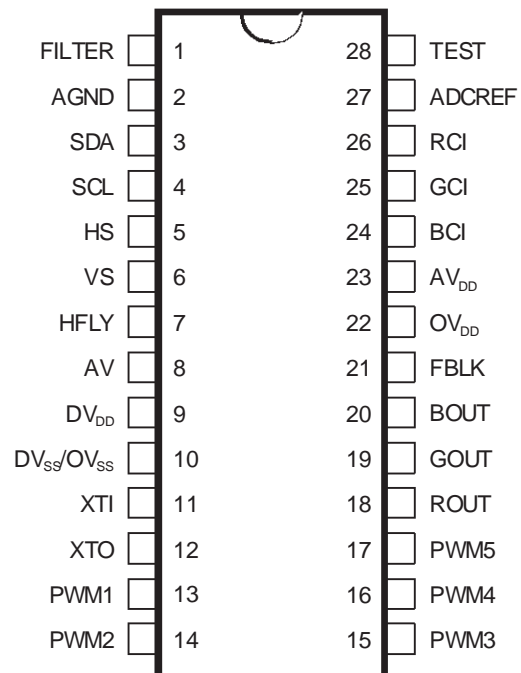 FILTER 1 28 TEST
AGND 2 27 ADCREF
SDA 3 26 RCI
SCL 4 25 GCI
HS 5 24 BCI
VS 6 23 AVDD
HFLY 7 22 OVDD
AV 8 21 FBLK
DVDD 9 20 BOUT
DVSS/OVSS 10 19 GOUT
XTI 11 18 ROUT
XTO 12 17 PWM5
PWM1 13 16 PWM4
PWM2 14 15 PWM3